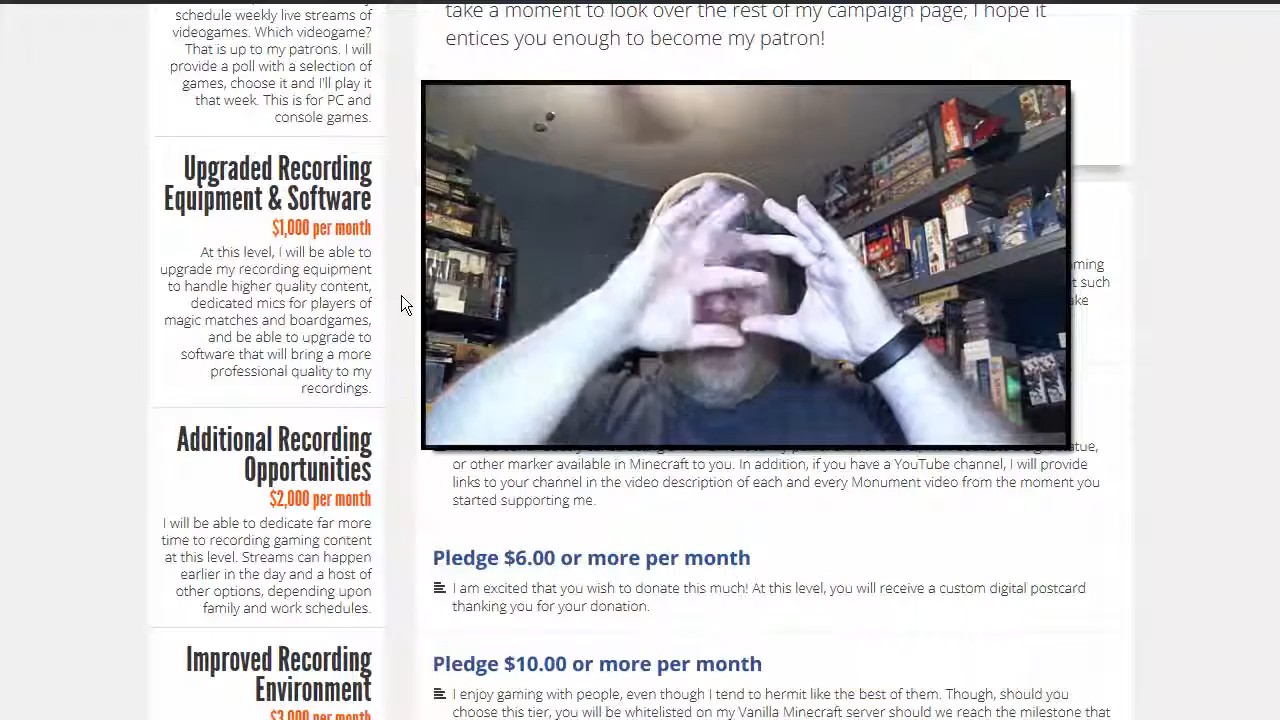 schedule weekly live streams of
videogames. Which videogame?
That is up to my patrons. I will
provide a poll with a selection of
games, choose it and I'll play it
that week. This is for PC and
console games.
Upgraded Recording
Equipment & Software
$1,000 per month
At this level, I will be able to
upgrade my recording equipment
to handle higher quality content,
dedicated mics for players of
magic matches and boardgames,
and be able to upgrade to
software that will bring a more
professional quality to my
recordings.
Additional Recording
Opportunities
$2,000 per month
I will be able to dedicate far more
time to recording gaming content
at this level. Streams can happen
earlier in the day and a host of
other options, depending upon
family and work schedules.
Improved Recording
Environment
$3,000 per month
take a moment to look over the rest of my campaign page; I hope it
entices you enough to become my patron!
such
or other marker available in Minecraft to you. In addition, if you have a YouTube channel, I will provide
links to your channel in the video description of each and every Monument video from the moment you
started supporting me.
Pledge $6.00 or more per month
I am excited that you wish to donate this much! At this level, you will receive a custom digital postcard
thanking you for your donation.
Pledge $10.00 or more per month
I enjoy gaming with people, even though I tend to hermit like the best of them. Though, should you
choose this tier, you will be whitelisted on my Vanilla Minecraft server should we reach the milestone that